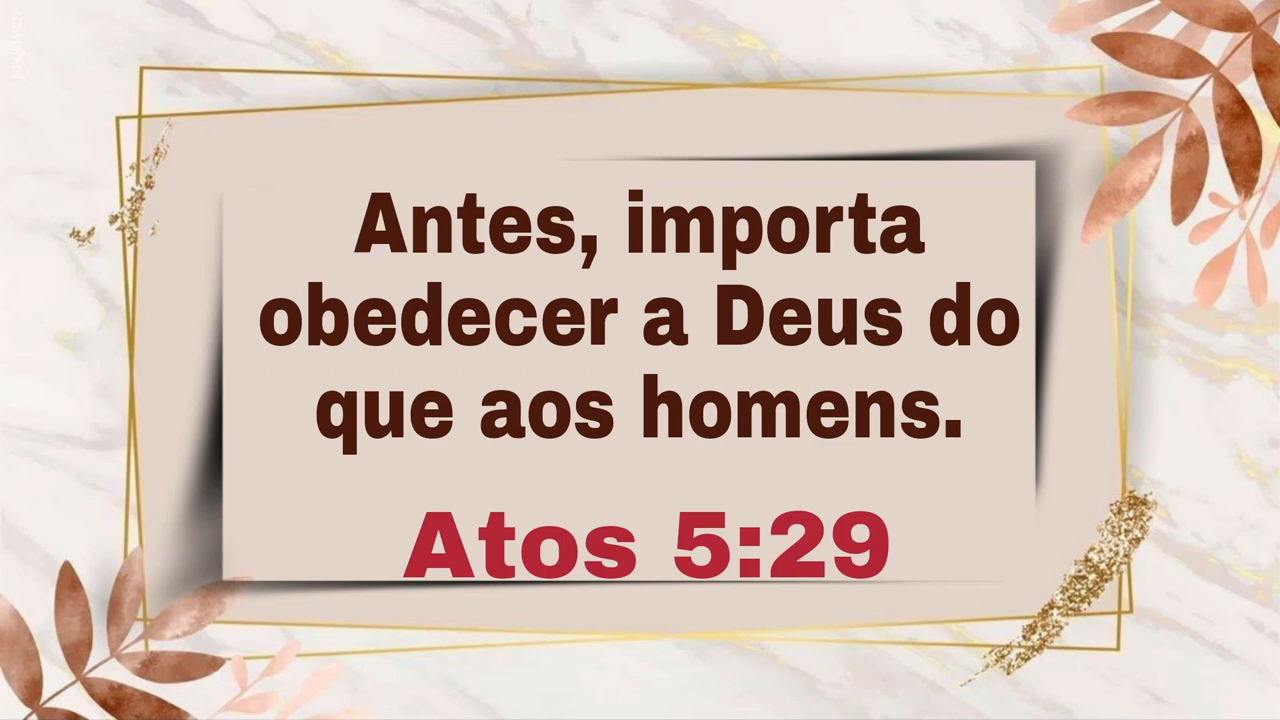 Antes, importa
obedecer a Deus do
que aos homens.
Atos 5:29